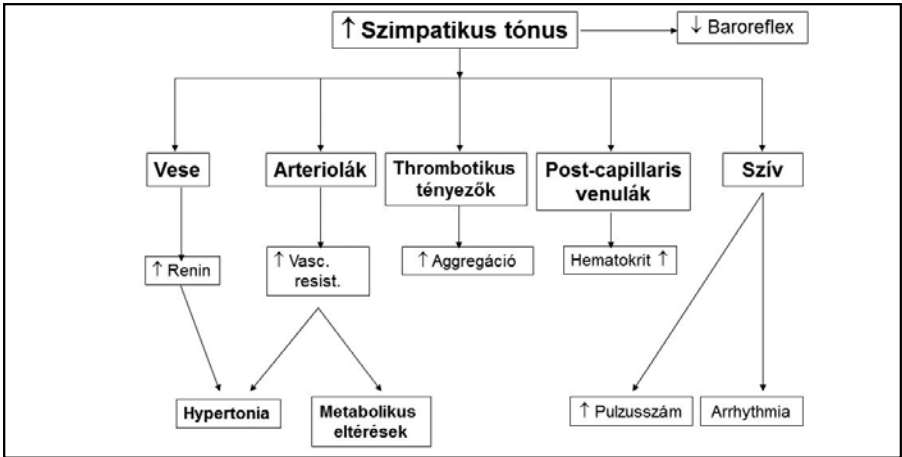 ↑ Szimpatikus tónus
↓ Baroreflex
Vese
Arteriolák
Thrombotikus
tényezők
Post-capillaris
venulák
Szív
↑ Renin
↑ Vasc.
resist.
↑ Aggregáció
Hematokrit ↑
Hypertonia
Metabolikus
eltérések
↑ Pulzusszám
Arrhythmia